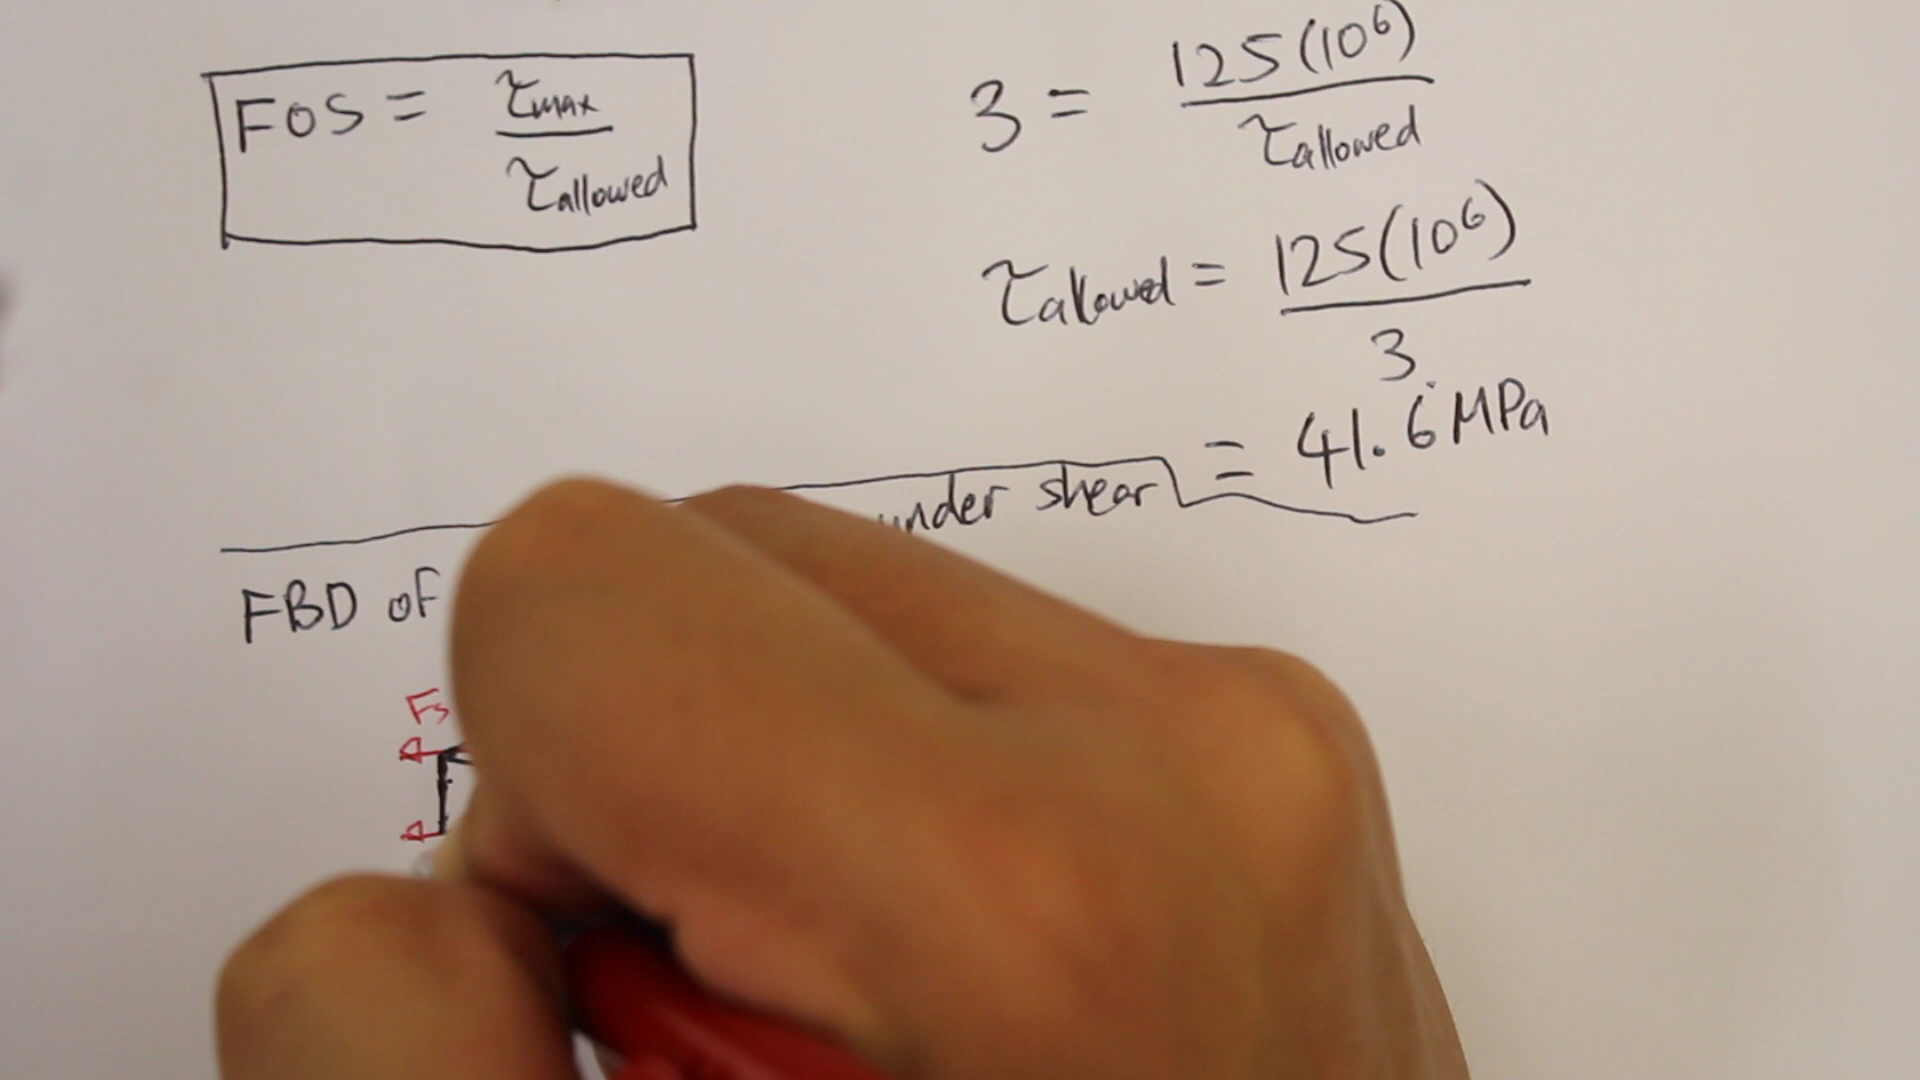 FOS = τmax / τallowed
3 = 125(10⁶) / τallowed
τallowed = 125(10⁶) / 3
= 41.6̇ MPa
FBD of under shear
Fs